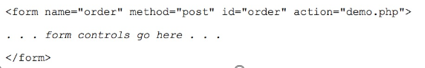 <form name="order" method="post" id="order" action="demo.php">
. . . form controls go here . . .
</form>